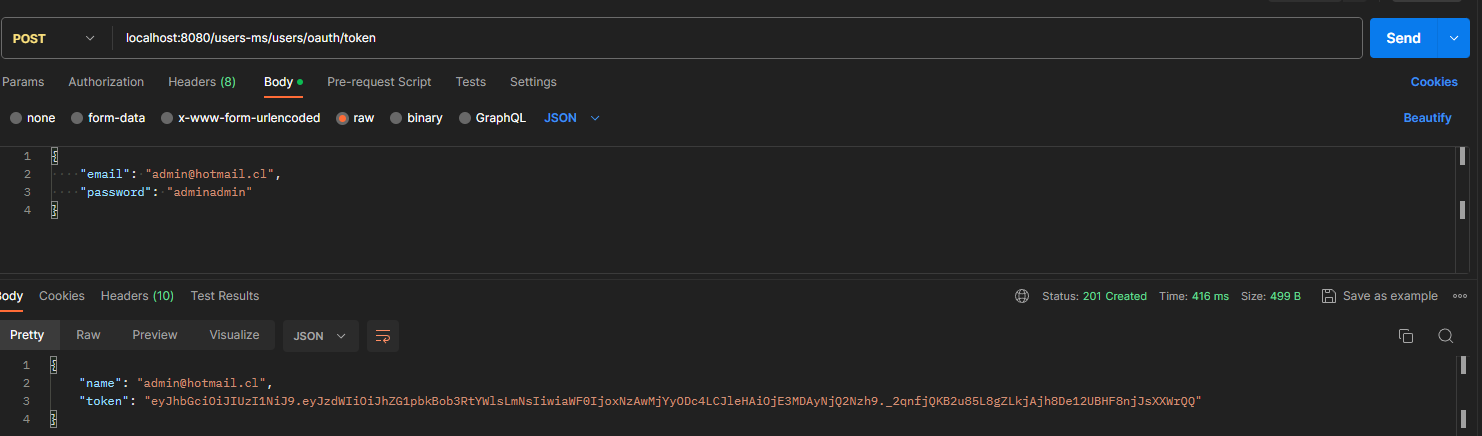 POST localhost:8080/users-ms/users/oauth/token Send
Params Authorization Headers (8) Body Pre-request Script Tests Settings Cookies
none form-data x-www-form-urlencoded raw binary GraphQL JSON Beautify
1 {
2 "email": "admin@hotmail.cl",
3 "password": "adminadmin"
4 }
Body Cookies Headers (10) Test Results Status: 201 Created Time: 416 ms Size: 499 B Save as example
Pretty Raw Preview Visualize JSON
1 {
2 "name": "admin@hotmail.cl",
3 "token": "eyJhbGciOiJIUzI1NiJ9.eyJzdWIiOiJhZG1pbkBob3RtYWlsLmNsIiwiaWF0IjoxNzAwMjYyODc4LCJleHAiOjE3MDAyNjQ2Nzh9._2qnfjQKB2u85L8gZLkjAjh8De12UBHF8njJsXXWrQQ"
4 }